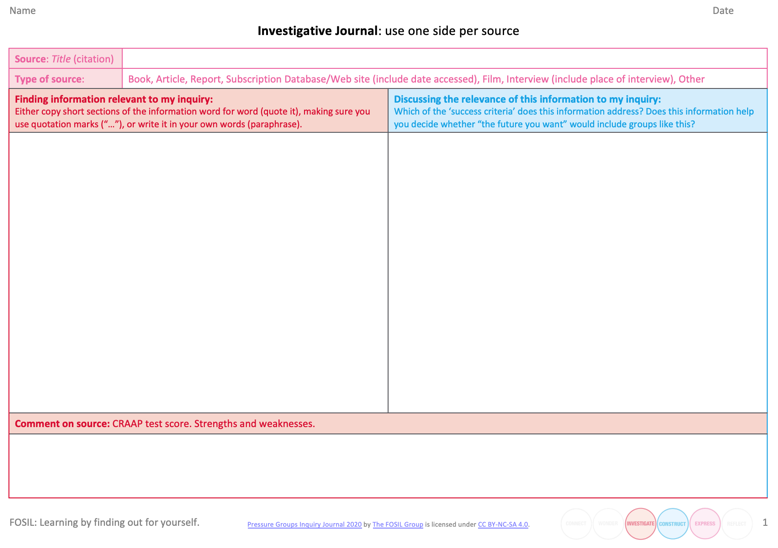 Name Date
Investigative Journal: use one side per source
Source: Title (citation)
Type of source: Book, Article, Report, Subscription Database/Web site (include date accessed), Film, Interview (include place of interview), Other
Finding information relevant to my inquiry:
Either copy short sections of the information word for word (quote it), making sure you
use quotation marks (“…”), or write it in your own words (paraphrase).
Discussing the relevance of this information to my inquiry:
Which of the ‘success criteria’ does this information address? Does this information help
you decide whether “the future you want” would include groups like this?
Comment on source: CRAAP test score. Strengths and weaknesses.
FOSIL: Learning by finding out for yourself.
Pressure Groups Inquiry Journal 2020 by The FOSIL Group is licensed under CC BY-NC-SA 4.0.
INVESTIGATE CONSTRUCT EXPRESS
1